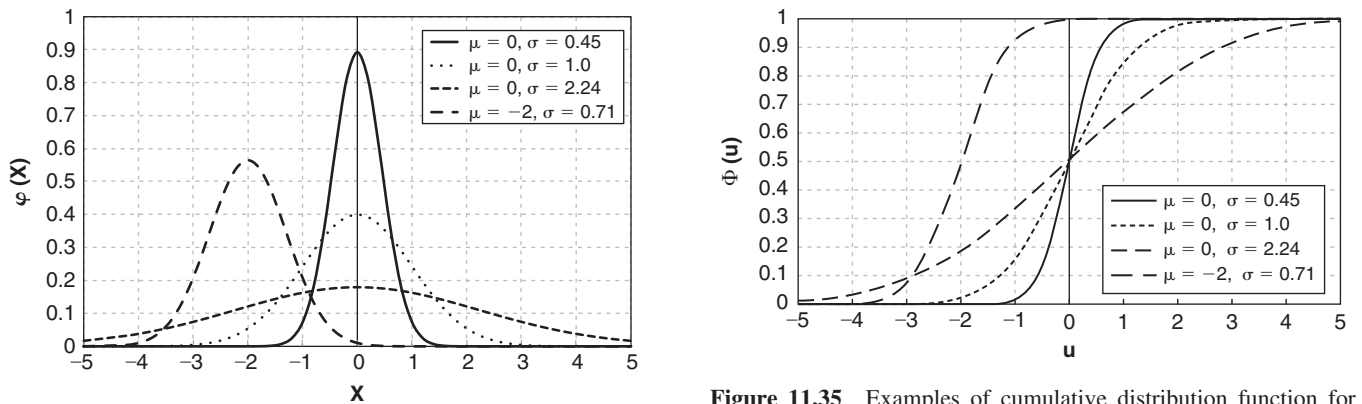 1
0.9
0.8
0.7
0.6
0.5
0.4
0.3
0.2
0.1
0
φ (X)
μ = 0, σ = 0.45
μ = 0, σ = 1.0
μ = 0, σ = 2.24
μ = −2, σ = 0.71
−5 −4 −3 −2 −1 0 1 2 3 4 5
X
1
0.9
0.8
0.7
0.6
0.5
0.4
0.3
0.2
0.1
0
Φ (u)
μ = 0, σ = 0.45
μ = 0, σ = 1.0
μ = 0, σ = 2.24
μ = −2, σ = 0.71
−5 −4 −3 −2 −1 0 1 2 3 4 5
u
Figure 11.35 Examples of cumulative distribution function for